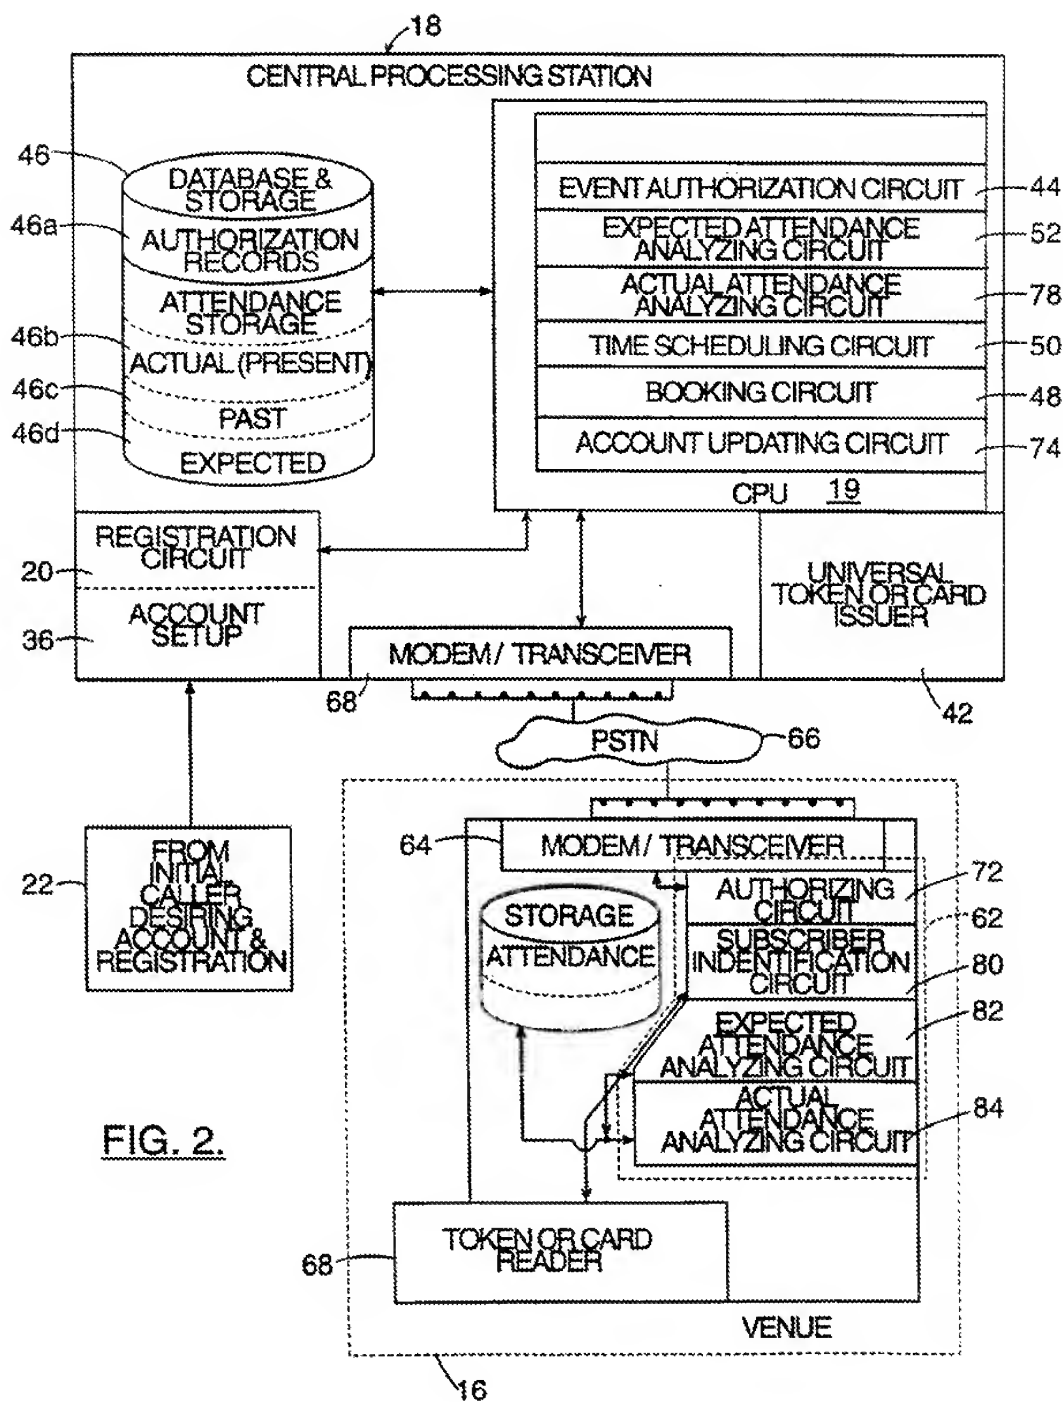 18
CENTRAL PROCESSING STATION
46
DATABASE &
STORAGE
46a
AUTHORIZATION
RECORDS
ATTENDANCE
STORAGE
46b
ACTUAL (PRESENT)
46c
PAST
46d
EXPECTED
EVENT AUTHORIZATION CIRCUIT
44
EXPECTED ATTENDANCE
ANALYZING CIRCUIT
52
ACTUAL ATTENDANCE
ANALYZING CIRCUIT
78
TIME SCHEDULING CIRCUIT
50
BOOKING CIRCUIT
48
ACCOUNT UPDATING CIRCUIT
74
CPU 19
REGISTRATION
CIRCUIT
20
ACCOUNT
SETUP
36
UNIVERSAL
TOKEN OR CARD
ISSUER
42
MODEM / TRANSCEIVER
68
PSTN
66
22
FROM
INITIAL
CALLER
DESIRING
ACCOUNT &
REGISTRATION
64
MODEM / TRANSCEIVER
AUTHORIZING
CIRCUIT
72
62
STORAGE
ATTENDANCE
SUBSCRIBER
INDENTIFICATION
CIRCUIT
80
EXPECTED
ATTENDANCE
ANALYZING CIRCUIT
82
ACTUAL
ATTENDANCE
ANALYZING CIRCUIT
84
FIG. 2.
TOKEN OR CARD
READER
68
VENUE
16